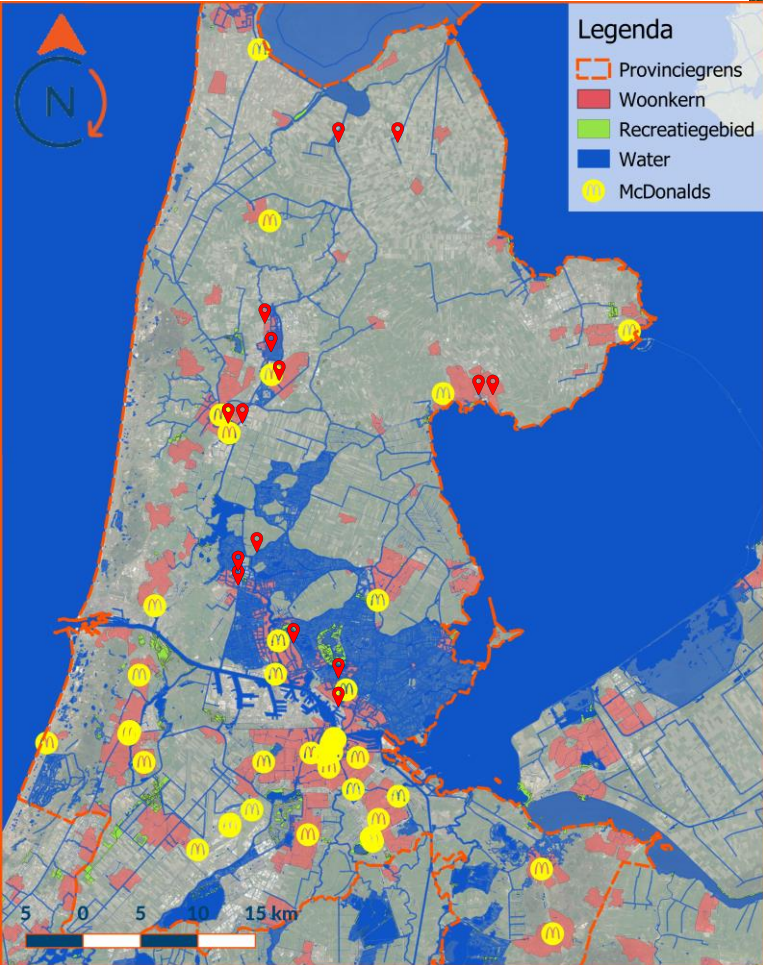 Legenda
Provinciegrens
Woonkern
Recreatiegebied
Water
McDonalds
N
5 0 5 10 15 km